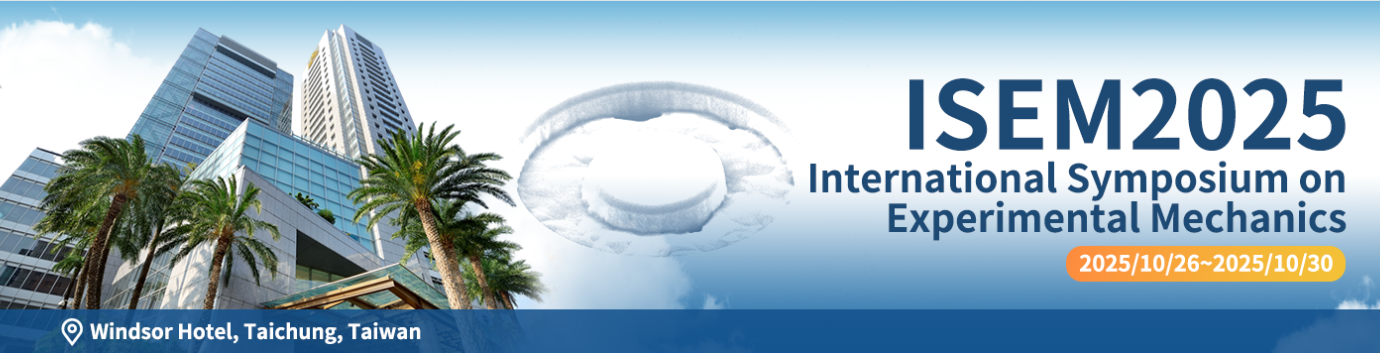 ISEM2025
International Symposium on
Experimental Mechanics
2025/10/26~2025/10/30
Windsor Hotel, Taichung, Taiwan